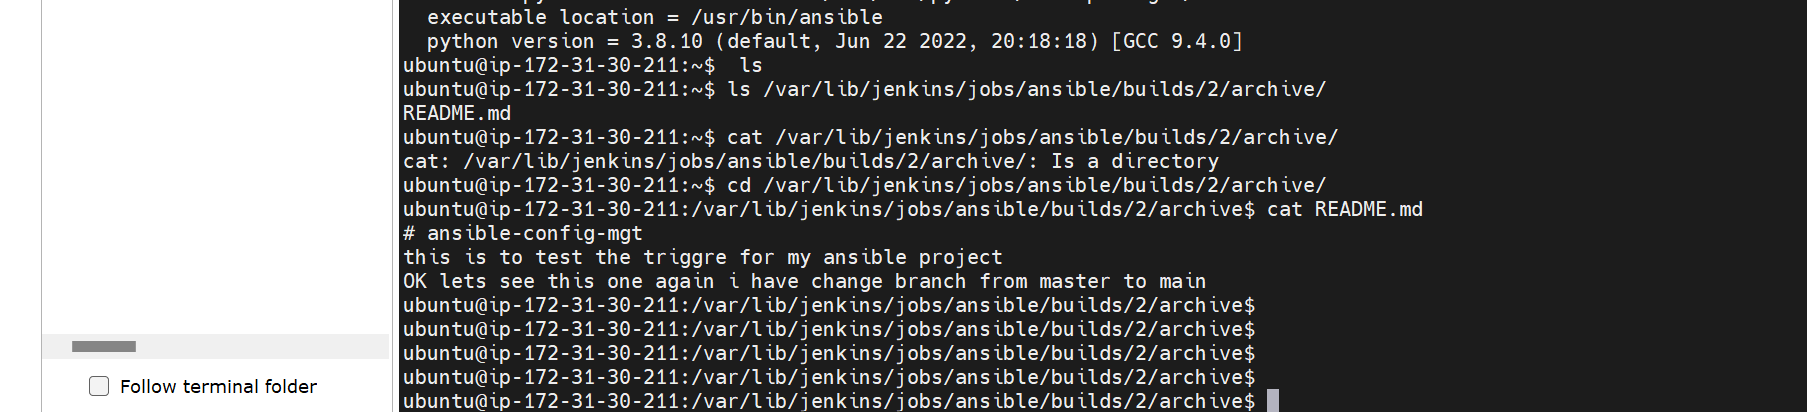 executable location = /usr/bin/ansible
python version = 3.8.10 (default, Jun 22 2022, 20:18:18) [GCC 9.4.0]
ubuntu@ip-172-31-30-211:~$  ls
ubuntu@ip-172-31-30-211:~$ ls /var/lib/jenkins/jobs/ansible/builds/2/archive/
README.md
ubuntu@ip-172-31-30-211:~$ cat /var/lib/jenkins/jobs/ansible/builds/2/archive/
cat: /var/lib/jenkins/jobs/ansible/builds/2/archive/: Is a directory
ubuntu@ip-172-31-30-211:~$ cd /var/lib/jenkins/jobs/ansible/builds/2/archive/
ubuntu@ip-172-31-30-211:/var/lib/jenkins/jobs/ansible/builds/2/archive$ cat README.md
# ansible-config-mgt
this is to test the triggre for my ansible project
OK lets see this one again i have change branch from master to main
ubuntu@ip-172-31-30-211:/var/lib/jenkins/jobs/ansible/builds/2/archive$
ubuntu@ip-172-31-30-211:/var/lib/jenkins/jobs/ansible/builds/2/archive$
ubuntu@ip-172-31-30-211:/var/lib/jenkins/jobs/ansible/builds/2/archive$
ubuntu@ip-172-31-30-211:/var/lib/jenkins/jobs/ansible/builds/2/archive$
ubuntu@ip-172-31-30-211:/var/lib/jenkins/jobs/ansible/builds/2/archive$
Follow terminal folder